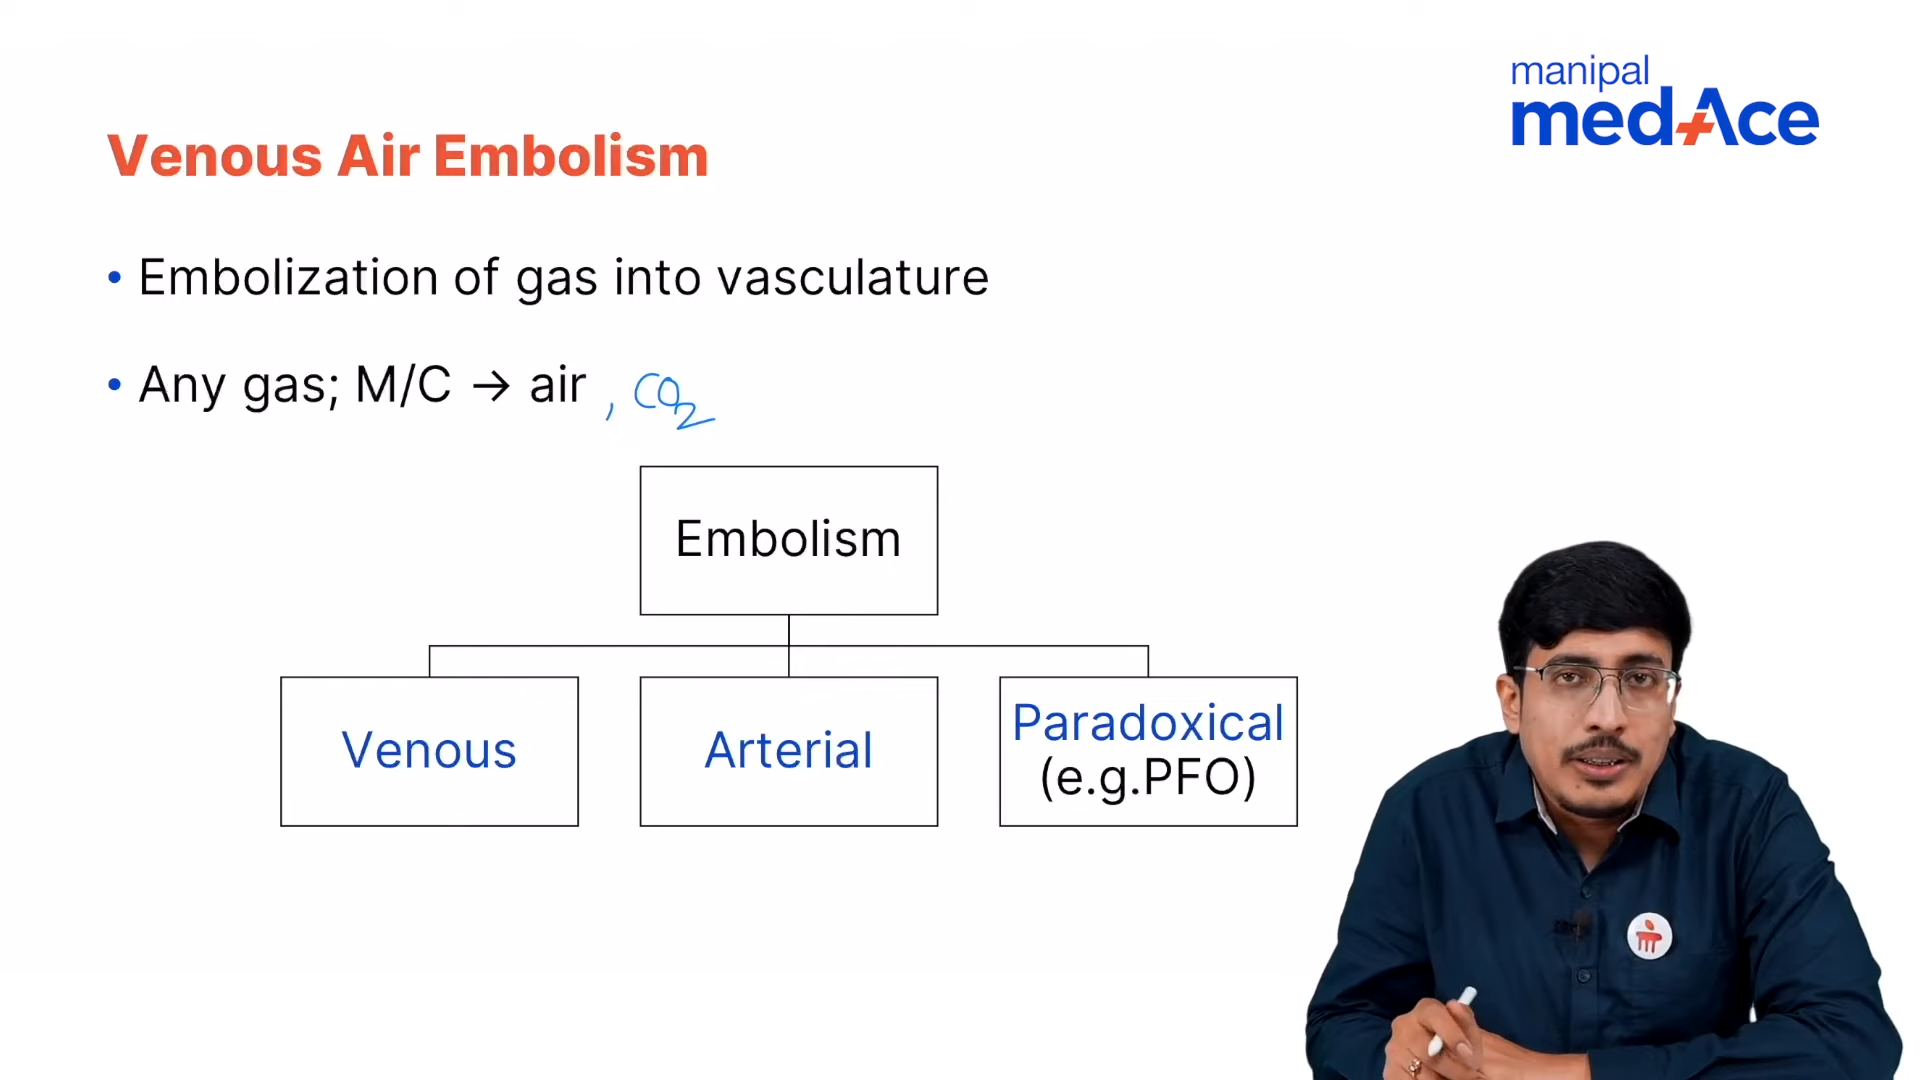 manipal
medAce
Venous Air Embolism
• Embolization of gas into vasculature
• Any gas; M/C → air , CO2
Embolism
Venous
Arterial
Paradoxical
(e.g.PFO)